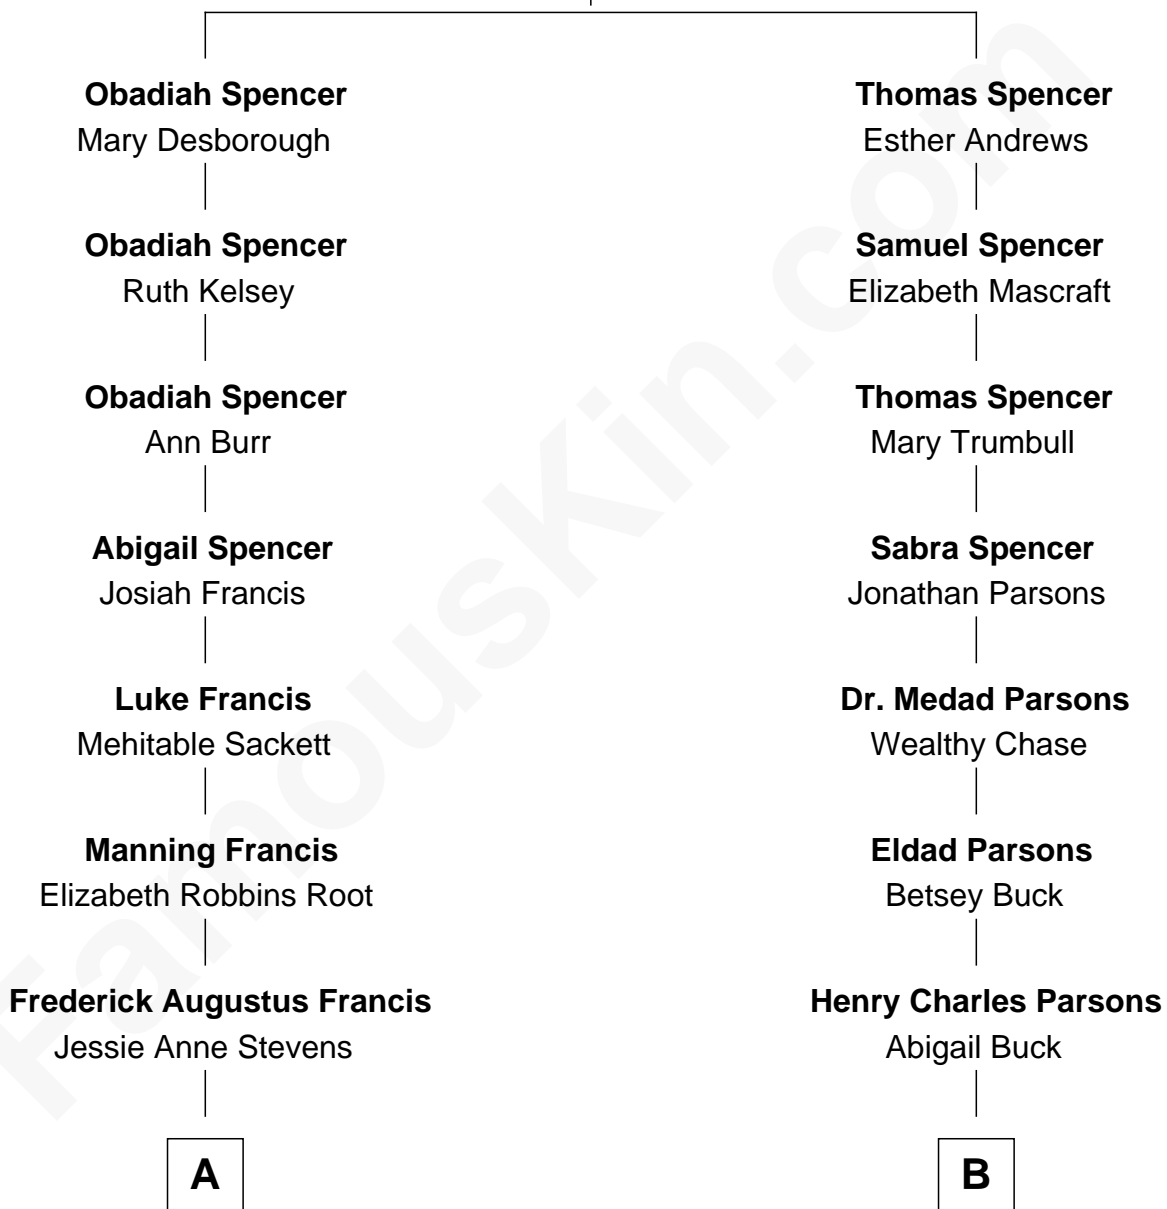 Obadiah Spencer
Mary Desborough
Obadiah Spencer
Ruth Kelsey
Obadiah Spencer
Ann Burr
Abigail Spencer
Josiah Francis
Luke Francis
Mehitable Sackett
Manning Francis
Elizabeth Robbins Root
Frederick Augustus Francis
Jessie Anne Stevens
A
Thomas Spencer
Esther Andrews
Samuel Spencer
Elizabeth Mascraft
Thomas Spencer
Mary Trumbull
Sabra Spencer
Jonathan Parsons
Dr. Medad Parsons
Wealthy Chase
Eldad Parsons
Betsey Buck
Henry Charles Parsons
Abigail Buck
B
FamousKin.com